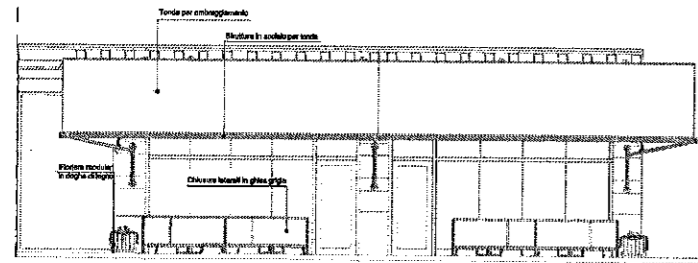 Tenda per ombreggiamento
Struttura in acciaio per tenda
Fioriera modulare
in doghe di legno
Chiusure laterali in ghisa grigia